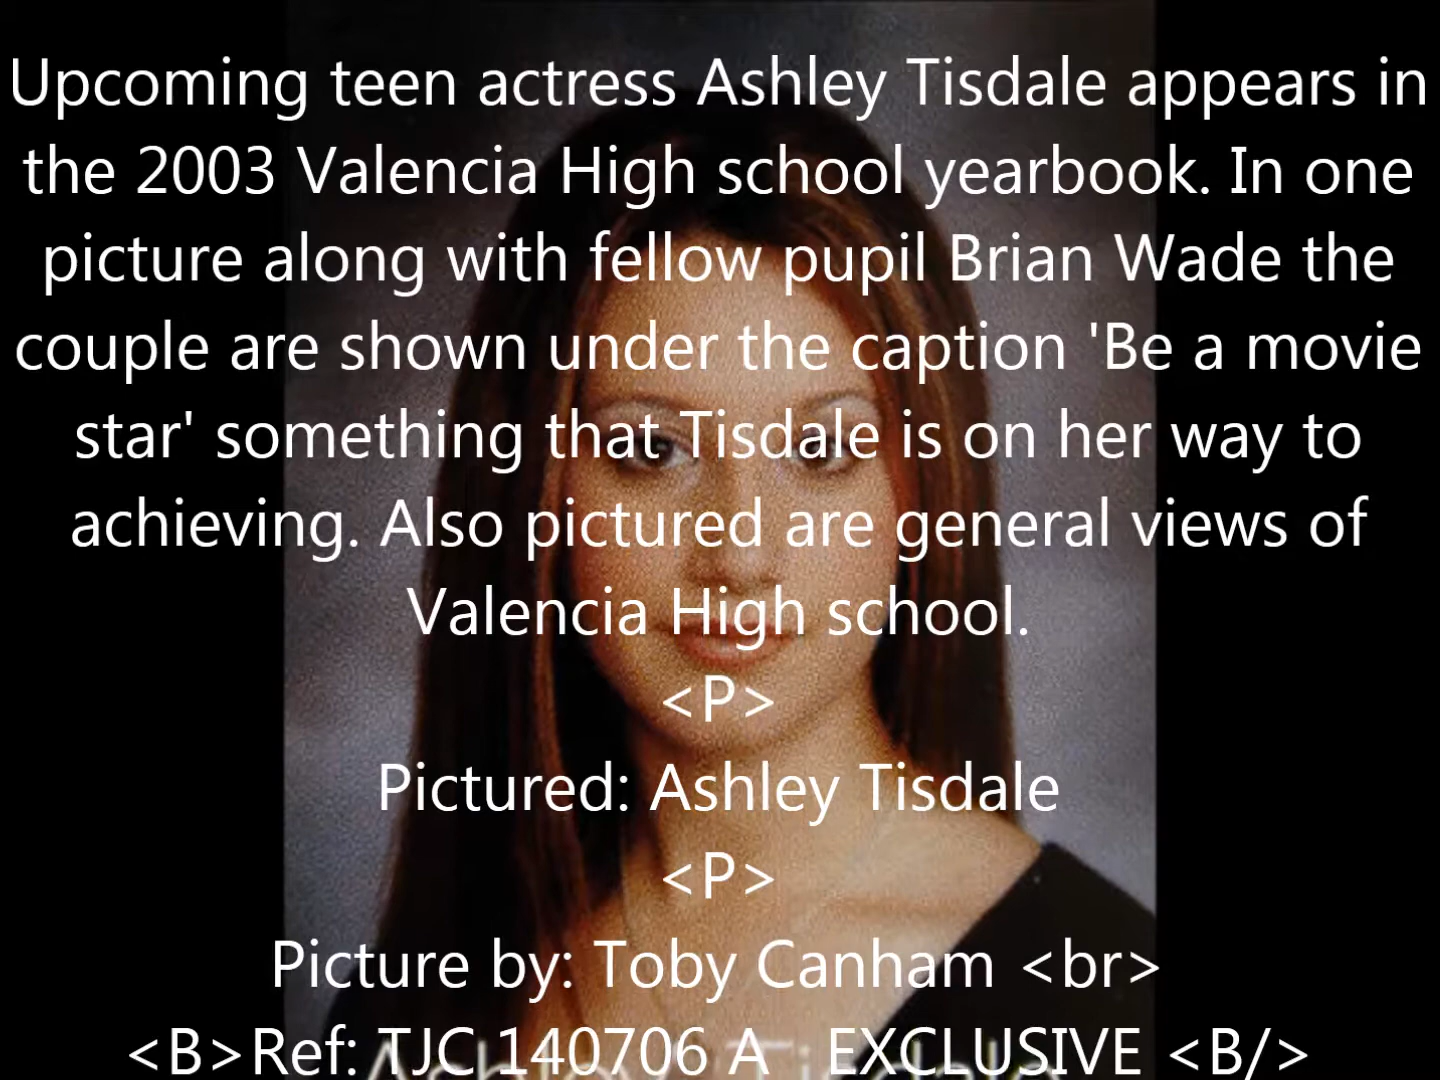 Upcoming teen actress Ashley Tisdale appears in
the 2003 Valencia High school yearbook. In one
picture along with fellow pupil Brian Wade the
couple are shown under the caption 'Be a movie
star' something that Tisdale is on her way to
achieving. Also pictured are general views of
Valencia High school.
<P>
Pictured: Ashley Tisdale
<P>
Picture by: Toby Canham <br>
<B>Ref: TJC 140706 A   EXCLUSIVE <B/>
Ashley Tisdale